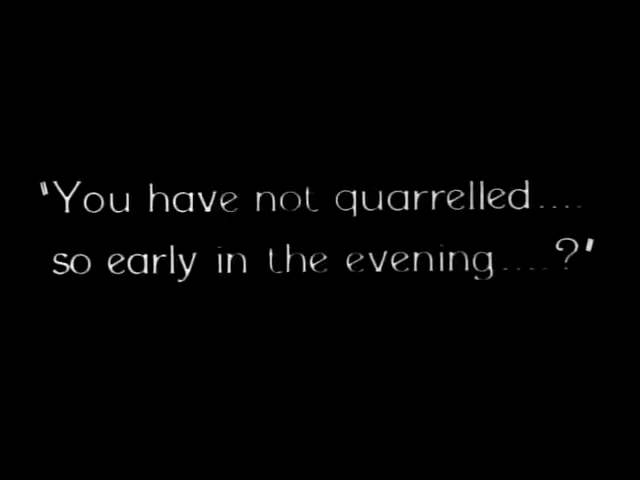 "You have not quarrelled....
so early in the evening....?"